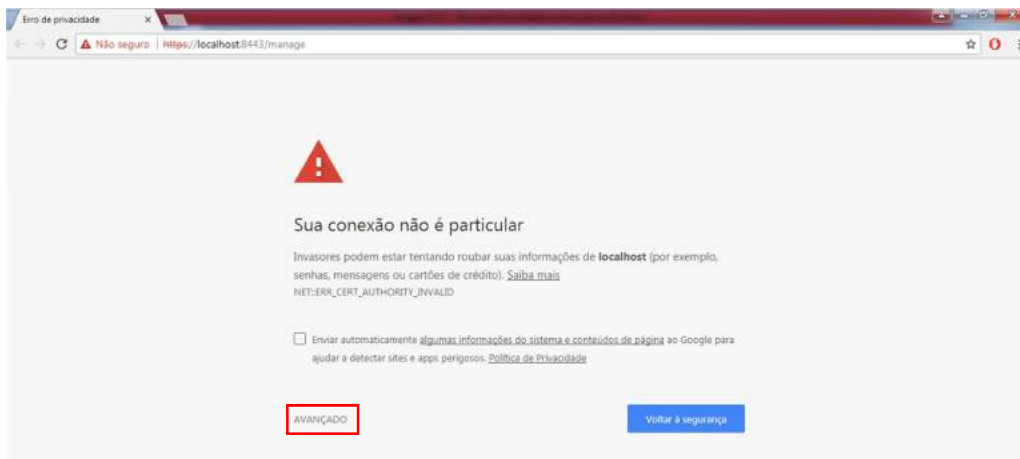 Erro de privacidade
Não seguro https://localhost:8443/manage
Sua conexão não é particular
Invasores podem estar tentando roubar suas informações de localhost (por exemplo,
senhas, mensagens ou cartões de crédito). Saiba mais
NET::ERR_CERT_AUTHORITY_INVALID
Enviar automaticamente algumas informações do sistema e conteúdos de página ao Google para
ajudar a detectar sites e apps perigosos. Política de Privacidade
AVANÇADO
Voltar à segurança